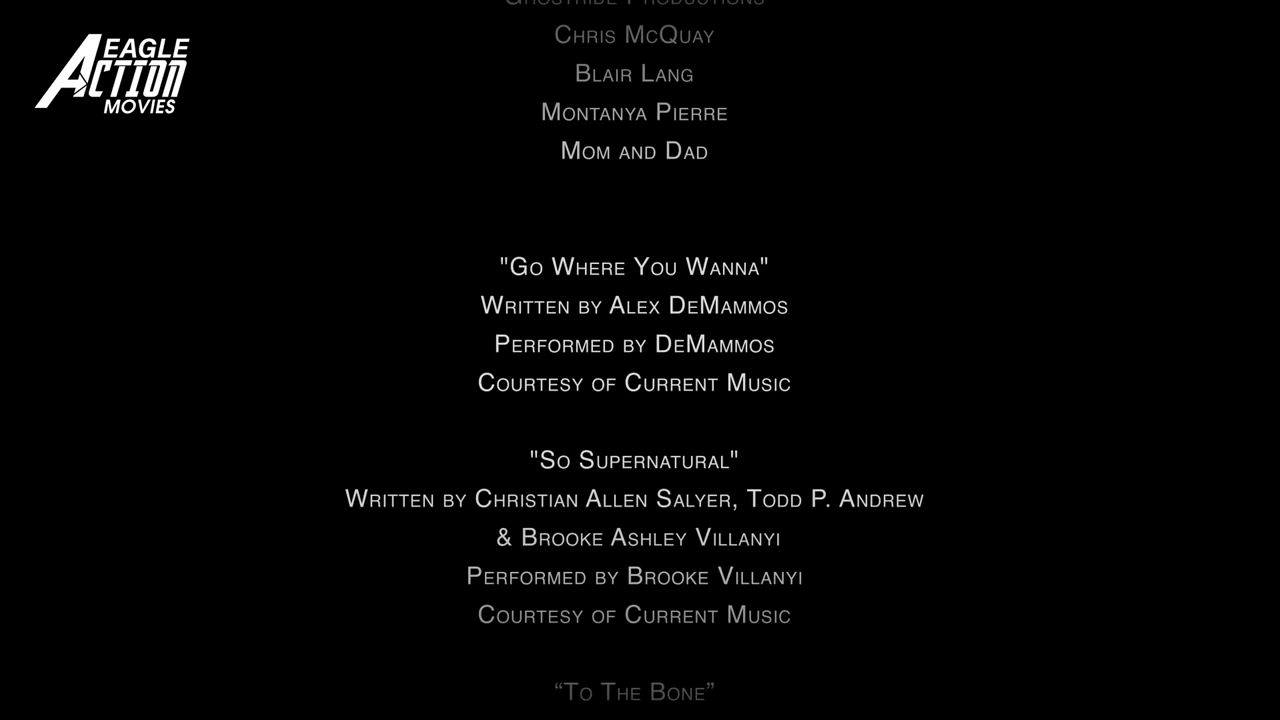 EAGLE
ACTION
MOVIES
Ghostride Productions
Chris McQuay
Blair Lang
Montanya Pierre
Mom and Dad
"Go Where You Wanna"
Written by Alex DeMammos
Performed by DeMammos
Courtesy of Current Music
"So Supernatural"
Written by Christian Allen Salyer, Todd P. Andrew
& Brooke Ashley Villanyi
Performed by Brooke Villanyi
Courtesy of Current Music
“To The Bone”